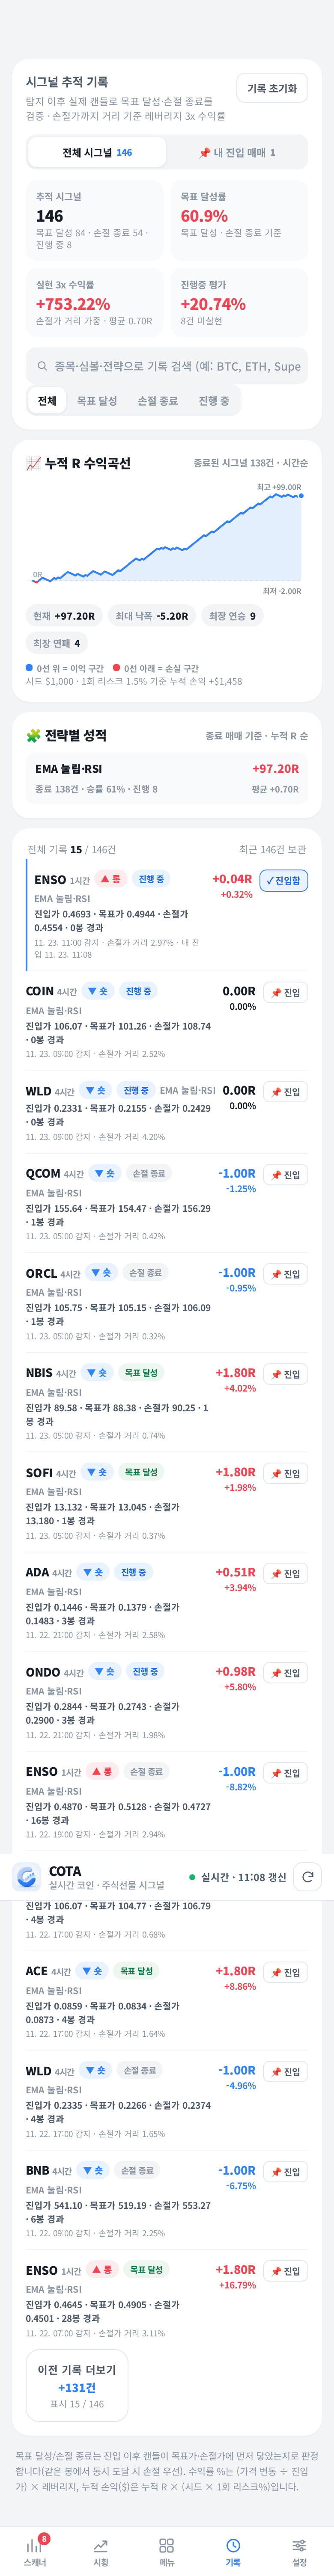 시그널 추적 기록
탐지 이후 실제 캔들로 목표 달성·손절 종료를
검증 · 손절가까지 거리 기준 레버리지 3x 수익률
기록 초기화
전체 시그널 146
📌 내 진입 매매 1
추적 시그널
146
목표 달성 84 · 손절 종료 54 ·
진행 중 8
목표 달성률
60.9%
목표 달성 · 손절 종료 기준
실현 3x 수익률
+753.22%
손절가 거리 가중 · 평균 0.70R
진행중 평가
+20.74%
8건 미실현
종목·심볼·전략으로 기록 검색 (예: BTC, ETH, Supe
전체
목표 달성
손절 종료
진행 중
📈 누적 R 수익곡선
종료된 시그널 138건 · 시간순
최고 +99.00R
0R
최저 -2.00R
현재 +97.20R
최대 낙폭 -5.20R
최장 연승 9
최장 연패 4
0선 위 = 이익 구간
0선 아래 = 손실 구간
시드 $1,000 · 1회 리스크 1.5% 기준 누적 손익 +$1,458
🧩 전략별 성적
종료 매매 기준 · 누적 R 순
EMA 눌림·RSI
+97.20R
종료 138건 · 승률 61% · 진행 8
평균 +0.70R
전체 기록 15 / 146건
최근 146건 보관
ENSO 1시간 ▲ 롱 진행 중
+0.04R
✓ 진입함
EMA 눌림·RSI
+0.32%
진입가 0.4693 · 목표가 0.4944 · 손절가
0.4554 · 0봉 경과
11. 23. 11:00 감지 · 손절가 거리 2.97% · 내 진
입 11. 23. 11:08
COIN 4시간 ▼ 숏 진행 중
0.00R
📌 진입
EMA 눌림·RSI
0.00%
진입가 106.07 · 목표가 101.26 · 손절가 108.74
· 0봉 경과
11. 23. 09:00 감지 · 손절가 거리 2.52%
WLD 4시간 ▼ 숏 진행 중 EMA 눌림·RSI
0.00R
📌 진입
0.00%
진입가 0.2331 · 목표가 0.2155 · 손절가 0.2429
· 0봉 경과
11. 23. 09:00 감지 · 손절가 거리 4.20%
QCOM 4시간 ▼ 숏 손절 종료
-1.00R
📌 진입
EMA 눌림·RSI
-1.25%
진입가 155.64 · 목표가 154.47 · 손절가 156.29
· 1봉 경과
11. 23. 05:00 감지 · 손절가 거리 0.42%
ORCL 4시간 ▼ 숏 손절 종료
-1.00R
📌 진입
EMA 눌림·RSI
-0.95%
진입가 105.75 · 목표가 105.15 · 손절가 106.09
· 1봉 경과
11. 23. 05:00 감지 · 손절가 거리 0.32%
NBIS 4시간 ▼ 숏 목표 달성
+1.80R
📌 진입
EMA 눌림·RSI
+4.02%
진입가 89.58 · 목표가 88.38 · 손절가 90.25 · 1
봉 경과
11. 23. 05:00 감지 · 손절가 거리 0.74%
SOFI 4시간 ▼ 숏 목표 달성
+1.80R
📌 진입
EMA 눌림·RSI
+1.98%
진입가 13.132 · 목표가 13.045 · 손절가
13.180 · 1봉 경과
11. 23. 05:00 감지 · 손절가 거리 0.37%
ADA 4시간 ▼ 숏 진행 중
+0.51R
📌 진입
EMA 눌림·RSI
+3.94%
진입가 0.1446 · 목표가 0.1379 · 손절가
0.1483 · 3봉 경과
11. 22. 21:00 감지 · 손절가 거리 2.58%
ONDO 4시간 ▼ 숏 진행 중
+0.98R
📌 진입
EMA 눌림·RSI
+5.80%
진입가 0.2844 · 목표가 0.2743 · 손절가
0.2900 · 3봉 경과
11. 22. 21:00 감지 · 손절가 거리 1.98%
ENSO 1시간 ▲ 롱 손절 종료
-1.00R
📌 진입
EMA 눌림·RSI
-8.82%
진입가 0.4870 · 목표가 0.5128 · 손절가 0.4727
· 16봉 경과
11. 22. 19:00 감지 · 손절가 거리 2.94%
COTA
실시간 코인 · 주식선물 시그널
실시간 · 11:08 갱신
진입가 106.07 · 목표가 104.77 · 손절가 106.79
· 4봉 경과
11. 22. 17:00 감지 · 손절가 거리 0.68%
ACE 4시간 ▼ 숏 목표 달성
+1.80R
📌 진입
EMA 눌림·RSI
+8.86%
진입가 0.0859 · 목표가 0.0834 · 손절가
0.0873 · 4봉 경과
11. 22. 17:00 감지 · 손절가 거리 1.64%
WLD 4시간 ▼ 숏 손절 종료
-1.00R
📌 진입
EMA 눌림·RSI
-4.96%
진입가 0.2335 · 목표가 0.2266 · 손절가 0.2374
· 4봉 경과
11. 22. 17:00 감지 · 손절가 거리 1.65%
BNB 4시간 ▼ 숏 손절 종료
-1.00R
📌 진입
EMA 눌림·RSI
-6.75%
진입가 541.10 · 목표가 519.19 · 손절가 553.27
· 6봉 경과
11. 22. 09:00 감지 · 손절가 거리 2.25%
ENSO 1시간 ▲ 롱 목표 달성
+1.80R
📌 진입
EMA 눌림·RSI
+16.79%
진입가 0.4645 · 목표가 0.4905 · 손절가
0.4501 · 28봉 경과
11. 22. 07:00 감지 · 손절가 거리 3.11%
이전 기록 더보기
+131건
표시 15 / 146
목표 달성/손절 종료는 진입 이후 캔들이 목표가·손절가에 먼저 닿았는지로 판정
합니다(같은 봉에서 동시 도달 시 손절 우선). 수익률 %는 (가격 변동 ÷ 진입
가) × 레버리지, 누적 손익($)은 누적 R × (시드 × 1회 리스크%)입니다.
8
스캐너
시황
메뉴
기록
설정